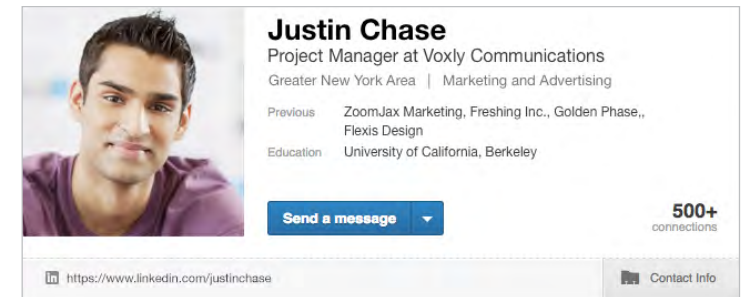 Justin Chase
Project Manager at Voxly Communications
Greater New York Area | Marketing and Advertising
Previous ZoomJax Marketing, Freshing Inc., Golden Phase,,
Flexis Design
Education University of California, Berkeley
Send a message
500+
connections
in https://www.linkedin.com/justinchase
Contact Info